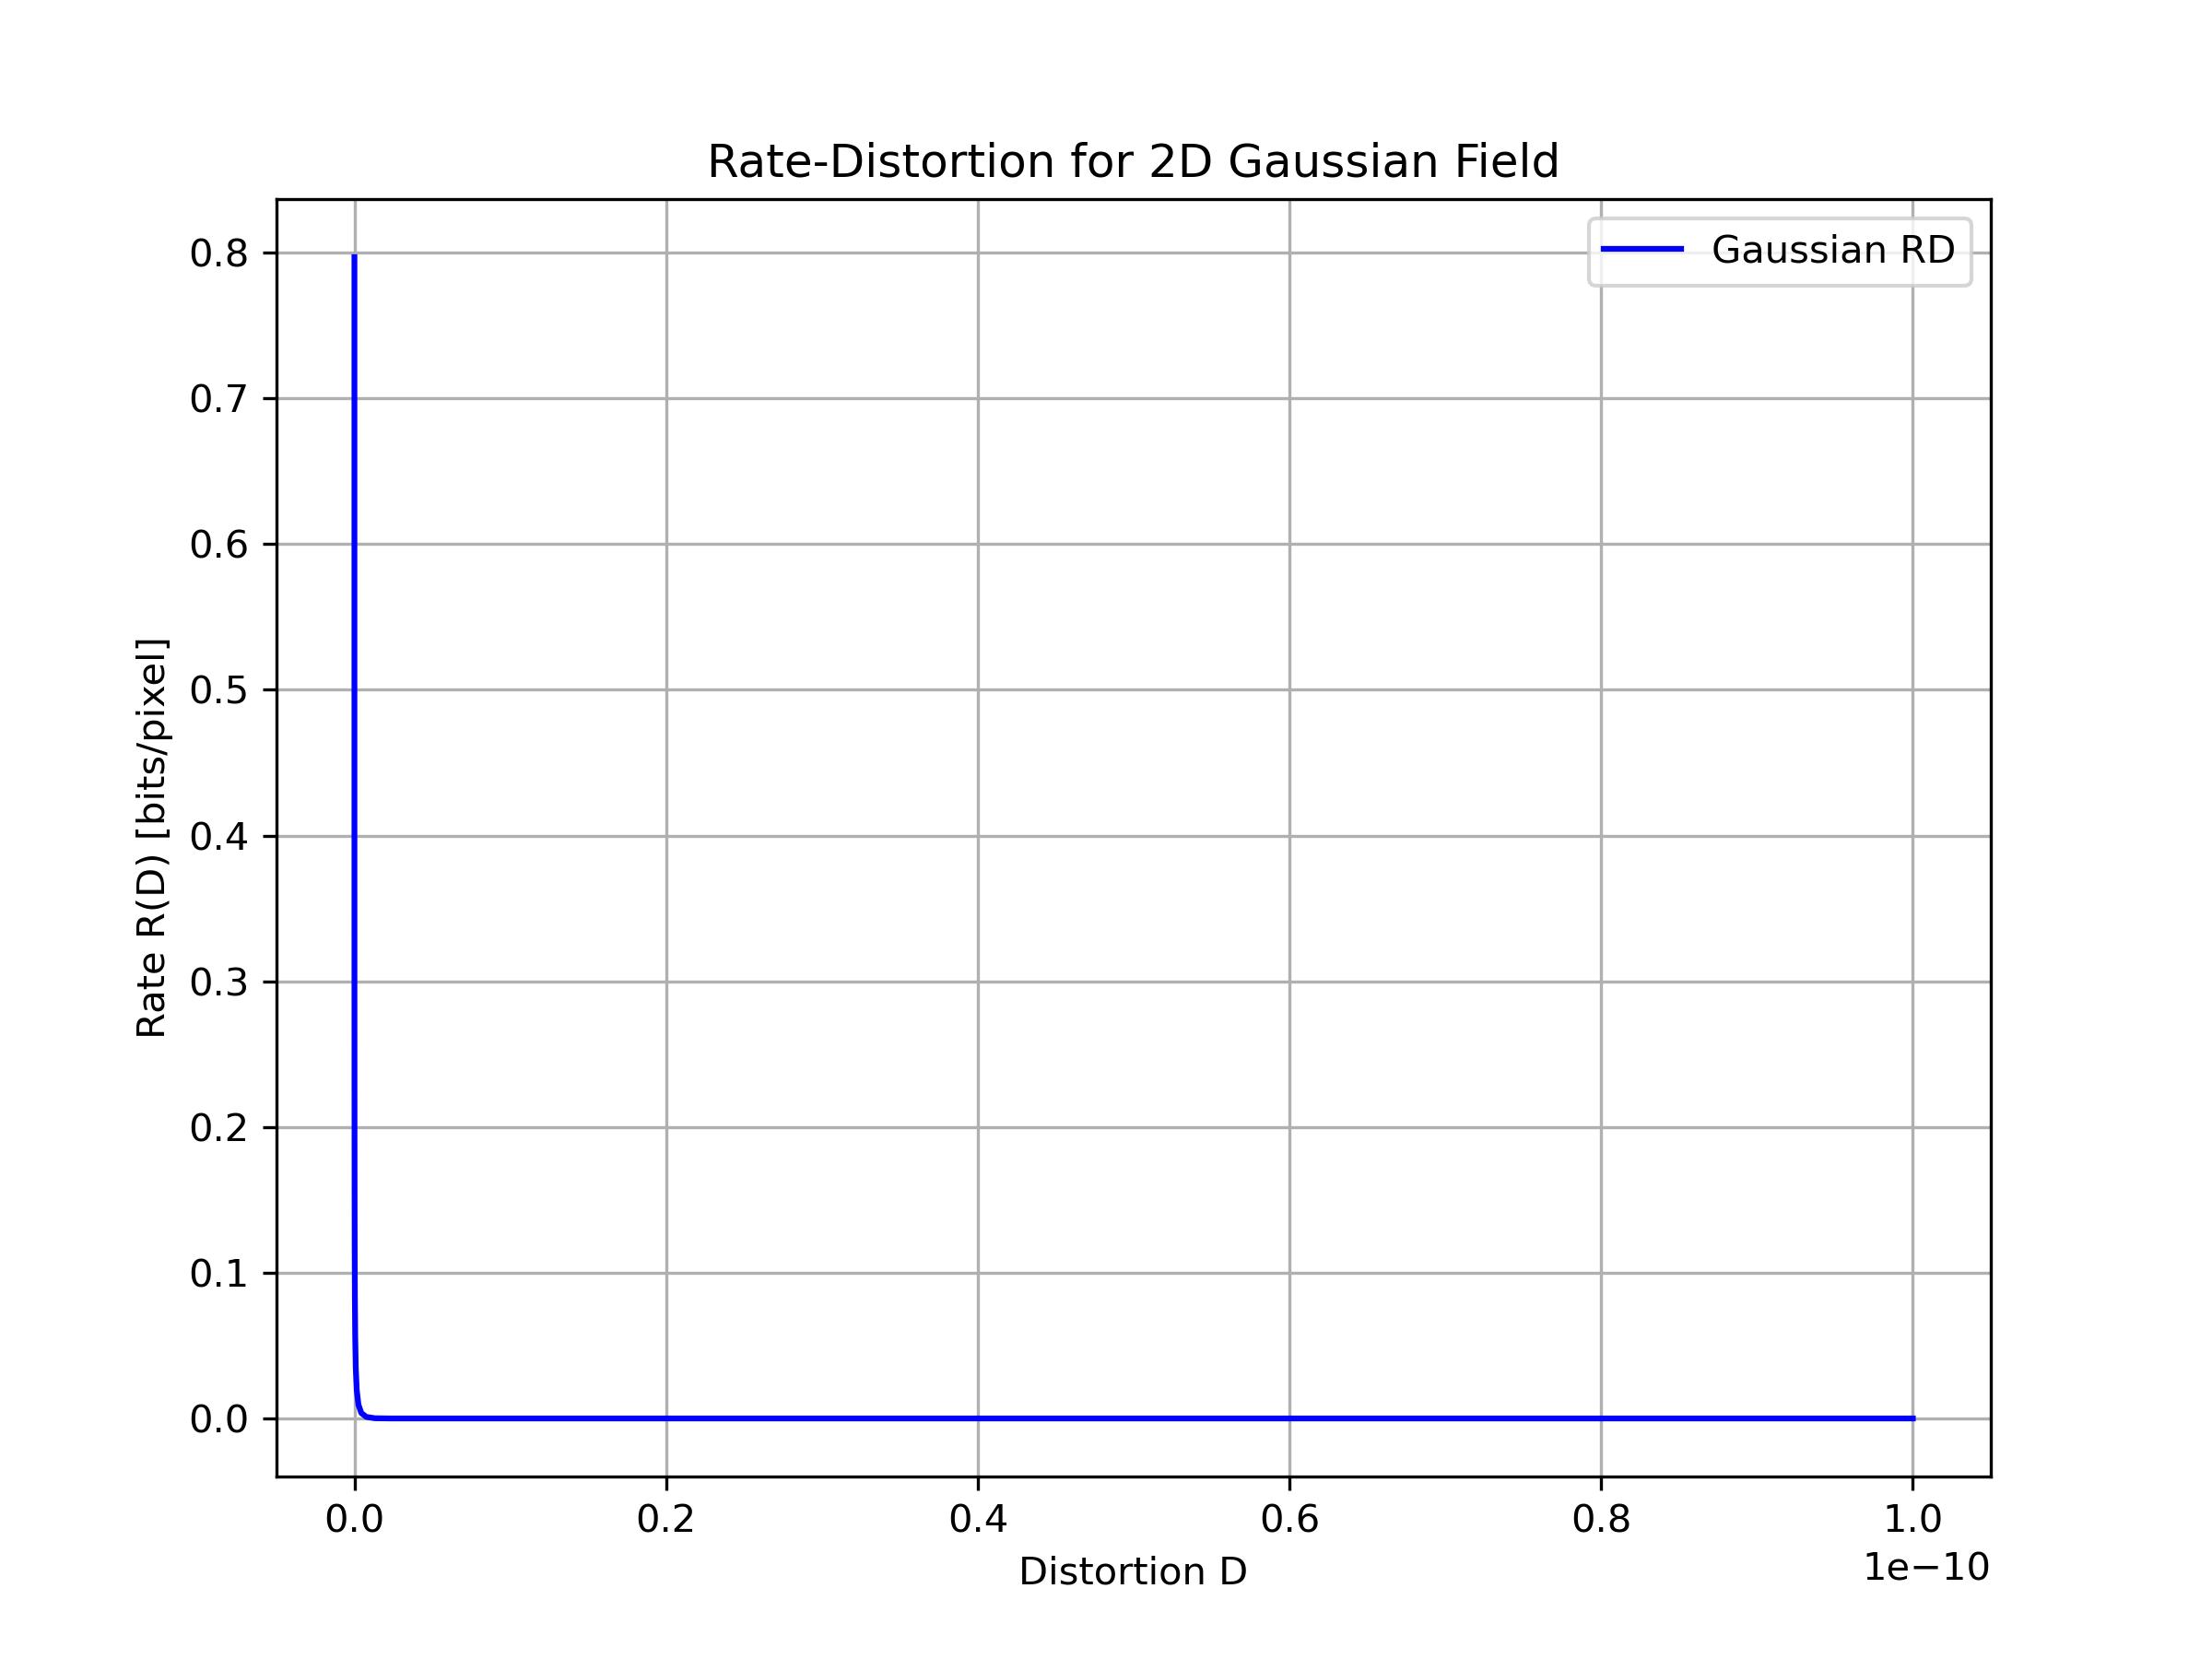 Rate-Distortion for 2D Gaussian Field
Gaussian RD
Rate R(D) [bits/pixel]
0.8
0.7
0.6
0.5
0.4
0.3
0.2
0.1
0.0
0.0 0.2 0.4 0.6 0.8 1.0
1e−10
Distortion D